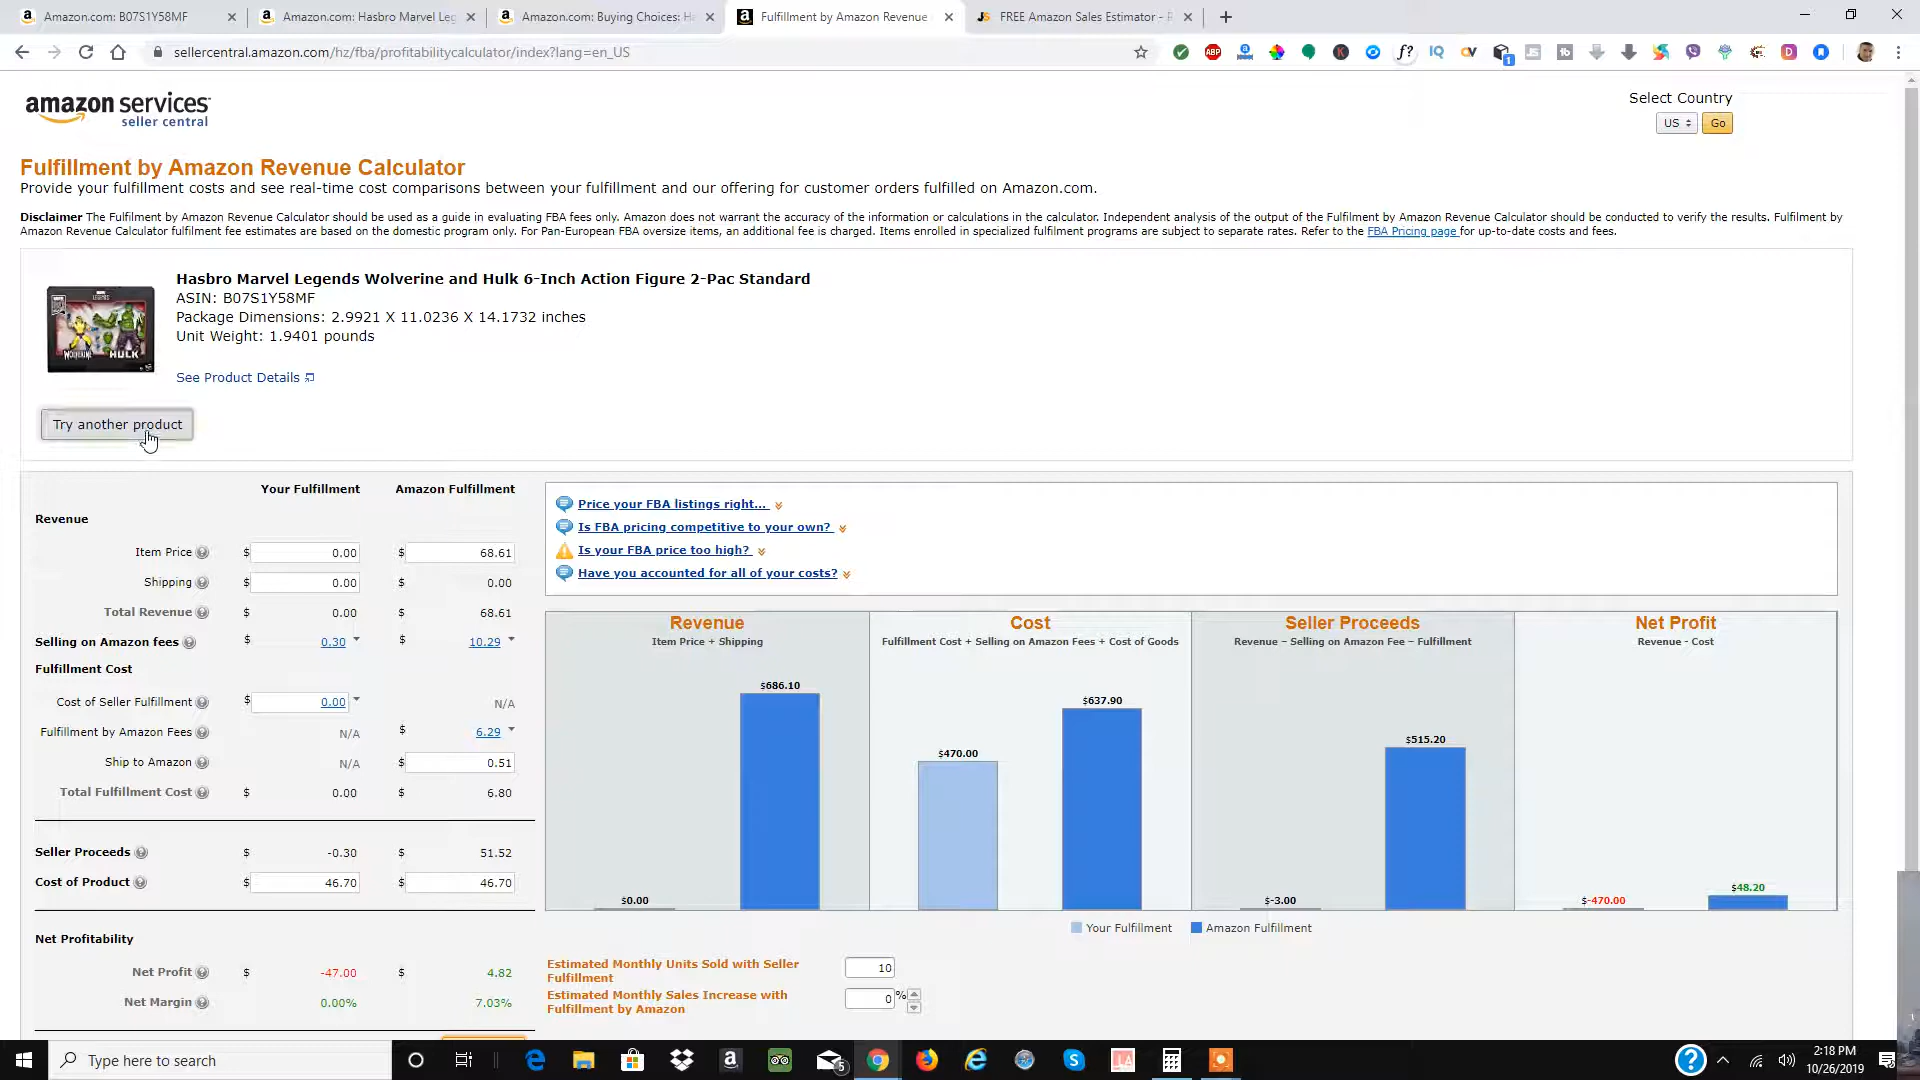 Amazon.com: B07S1Y58MF
Amazon.com: Hasbro Marvel Leg
Amazon.com: Buying Choices: H
Fulfillment by Amazon Revenue
FREE Amazon Sales Estimator -
sellercentral.amazon.com/hz/fba/profitabilitycalculator/index?lang=en_US
amazon services
seller central
Select Country
US
Go
Fulfillment by Amazon Revenue Calculator
Provide your fulfillment costs and see real-time cost comparisons between your fulfillment and our offering for customer orders fulfilled on Amazon.com.
Disclaimer The Fulfilment by Amazon Revenue Calculator should be used as a guide in evaluating FBA fees only. Amazon does not warrant the accuracy of the information or calculations in the calculator. Independent analysis of the output of the Fulfilment by Amazon Revenue Calculator should be conducted to verify the results. Fulfilment by
Amazon Revenue Calculator fulfilment fee estimates are based on the domestic program only. For Pan-European FBA oversize items, an additional fee is charged. Items enrolled in specialized fulfilment programs are subject to separate rates. Refer to the FBA Pricing page for up-to-date costs and fees.
Hasbro Marvel Legends Wolverine and Hulk 6-Inch Action Figure 2-Pac Standard
ASIN: B07S1Y58MF
Package Dimensions: 2.9921 X 11.0236 X 14.1732 inches
Unit Weight: 1.9401 pounds
WOLVERINE HULK
See Product Details
Try another product
Your Fulfillment Amazon Fulfillment
Revenue
Item Price $ 0.00 $ 68.61
Shipping $ 0.00 $ 0.00
Total Revenue $ 0.00 $ 68.61
Selling on Amazon fees $ 0.30 $ 10.29
Fulfillment Cost
Cost of Seller Fulfillment $ 0.00 N/A
Fulfillment by Amazon Fees N/A $ 6.29
Ship to Amazon N/A $ 0.51
Total Fulfillment Cost $ 0.00 $ 6.80
Seller Proceeds $ -0.30 $ 51.52
Cost of Product $ 46.70 $ 46.70
Net Profitability
Net Profit $ -47.00 $ 4.82
Net Margin 0.00% 7.03%
Price your FBA listings right...
Is FBA pricing competitive to your own?
Is your FBA price too high?
Have you accounted for all of your costs?
Revenue
Item Price + Shipping
$0.00
$686.10
Cost
Fulfillment Cost + Selling on Amazon Fees + Cost of Goods
$470.00
$637.90
Seller Proceeds
Revenue - Selling on Amazon Fee - Fulfillment
$-3.00
$515.20
Net Profit
Revenue - Cost
$-470.00
$48.20
Your Fulfillment Amazon Fulfillment
Estimated Monthly Units Sold with Seller
Fulfillment
10
Estimated Monthly Sales Increase with
Fulfillment by Amazon
0 %
Type here to search
5
2:18 PM
10/26/2019